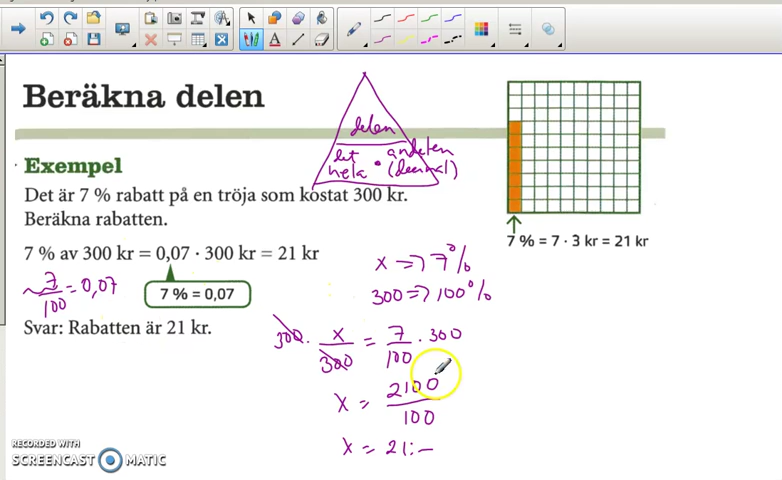 Beräkna delen
delen
det
hela
·
andelen
(decimal)
Exempel
Det är 7 % rabatt på en tröja som kostat 300 kr.
Beräkna rabatten.
7 % av 300 kr = 0,07 · 300 kr = 21 kr
7/100 = 0,07
7 % = 0,07
Svar: Rabatten är 21 kr.
7 % = 7 · 3 kr = 21 kr
x => 7%
300 => 100%
300 · x/300 = 7/100 · 300
x = 2100/100
x = 21:-
RECORDED WITH
SCREENCAST MATIC